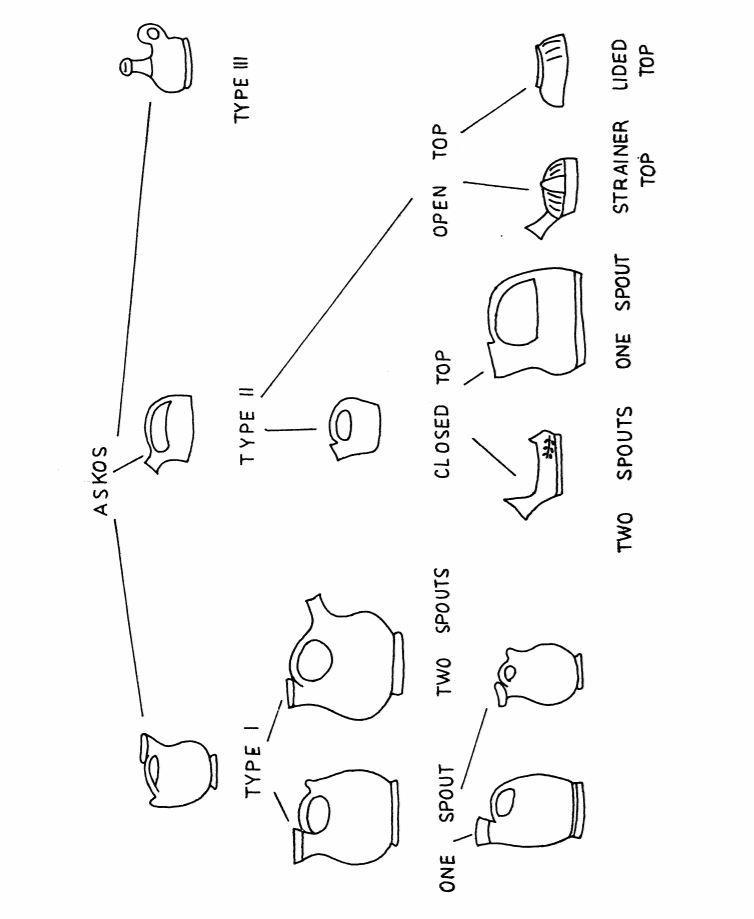 ASKOS
TYPE I
TYPE II
TYPE III
ONE SPOUT
TWO SPOUTS
CLOSED TOP
OPEN TOP
TWO SPOUTS
ONE SPOUT
STRAINER
TOP
LIDED
TOP